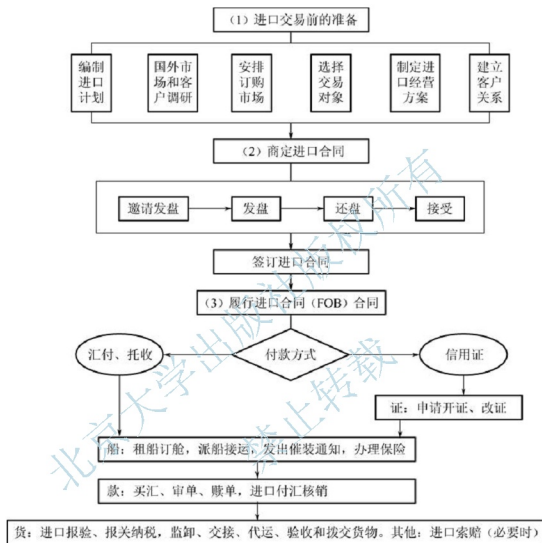 （1）进口交易前的准备
编制进口计划
国外市场和客户调研
安排订购市场
选择交易对象
制定进口经营方案
建立客户关系
（2）商定进口合同
邀请发盘
发盘
还盘
接受
签订进口合同
（3）履行进口合同（FOB）合同
汇付、托收
付款方式
信用证
证：申请开证、改证
船：租船订舱，派船接运，发出催装通知，办理保险
款：买汇、审单、赎单，进口付汇核销
货：进口报验、报关纳税，监卸、交接、代运、验收和拨交货物。其他：进口索赔（必要时）
北京大学出版社版权所有
禁止转载